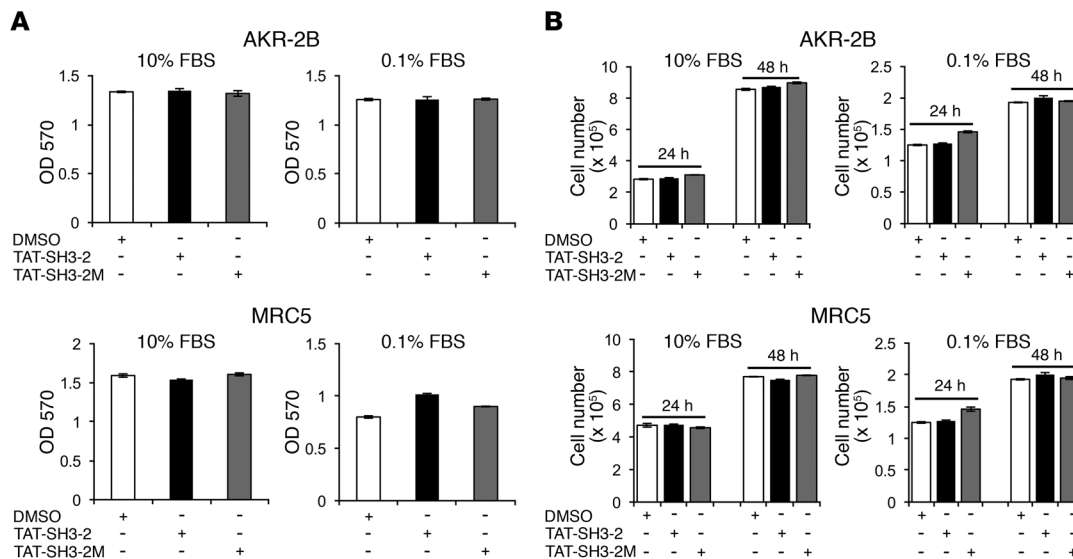 A
AKR-2B
10% FBS
0.1% FBS
OD 570
1.5
1
0.5
0
OD 570
1.5
1
0.5
0
DMSO + - - + - -
TAT-SH3-2 - + - - + -
TAT-SH3-2M - - + - - +
MRC5
10% FBS
0.1% FBS
OD 570
2
1.5
1
0.5
0
OD 570
1.5
1
0.5
0
DMSO + - - + - -
TAT-SH3-2 - + - - + -
TAT-SH3-2M - - + - - +
B
AKR-2B
10% FBS
0.1% FBS
Cell number
(x 10⁵)
10
8
6
4
2
0
24 h
48 h
Cell number
(x 10⁵)
2.5
2
1.5
1
0.5
0
24 h
48 h
DMSO + - - + - - + - - + - -
TAT-SH3-2 - + - - + - - + - - + -
TAT-SH3-2M - - + - - + - - + - - +
MRC5
10% FBS
0.1% FBS
Cell number
(x 10⁵)
10
8
6
4
2
0
24 h
48 h
Cell number
(x 10⁵)
2.5
2
1.5
1
0.5
0
24 h
48 h
DMSO + - - + - - + - - + - -
TAT-SH3-2 - + - - + - - + - - + -
TAT-SH3-2M - - + - - + - - + - - +